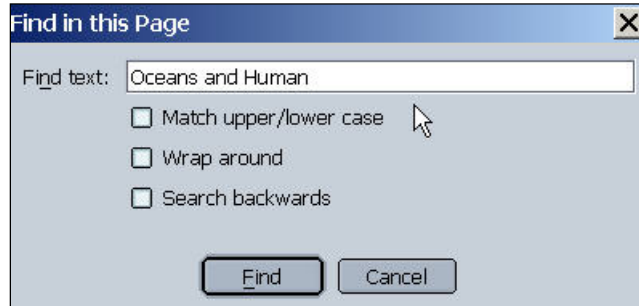 Find in this Page
Find text: Oceans and Human
Match upper/lower case
Wrap around
Search backwards
Find Cancel